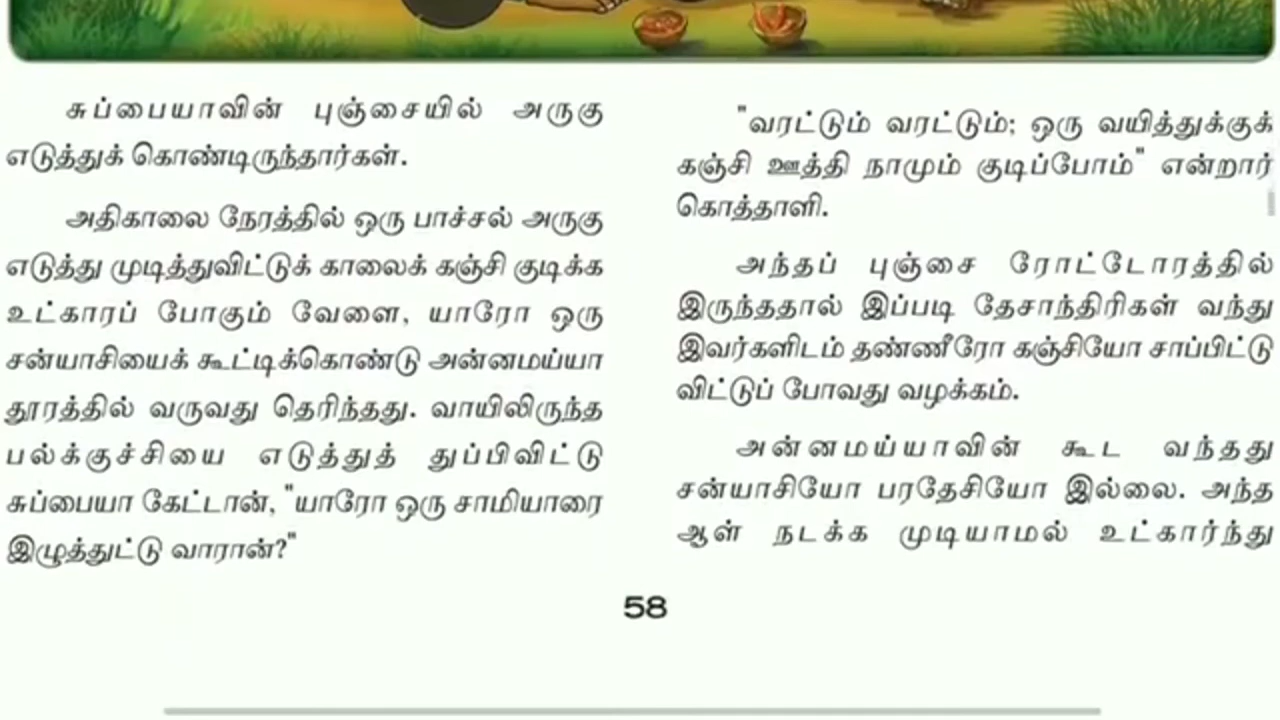 சுப்பையாவின் புஞ்சையில் அருகு
எடுத்துக் கொண்டிருந்தார்கள்.
அதிகாலை நேரத்தில் ஒரு பாச்சல் அருகு
எடுத்து முடித்துவிட்டுக் காலைக் கஞ்சி குடிக்க
உட்காரப் போகும் வேளை, யாரோ ஒரு
சன்யாசியைக் கூட்டிக்கொண்டு அன்னமய்யா
தூரத்தில் வருவது தெரிந்தது. வாயிலிருந்த
பல்க்குச்சியை எடுத்துத் துப்பிவிட்டு
சுப்பையா கேட்டான், "யாரோ ஒரு சாமியாரை
இழுத்துட்டு வாரான்?"
"வரட்டும் வரட்டும்; ஒரு வயித்துக்குக்
கஞ்சி ஊத்தி நாமும் குடிப்போம்" என்றார்
கொத்தாளி.
அந்தப் புஞ்சை ரோட்டோரத்தில்
இருந்ததால் இப்படி தேசாந்திரிகள் வந்து
இவர்களிடம் தண்ணீரோ கஞ்சியோ சாப்பிட்டு
விட்டுப் போவது வழக்கம்.
அன்னமய்யாவின் கூட வந்தது
சன்யாசியோ பரதேசியோ இல்லை. அந்த
ஆள் நடக்க முடியாமல் உட்கார்ந்து
58